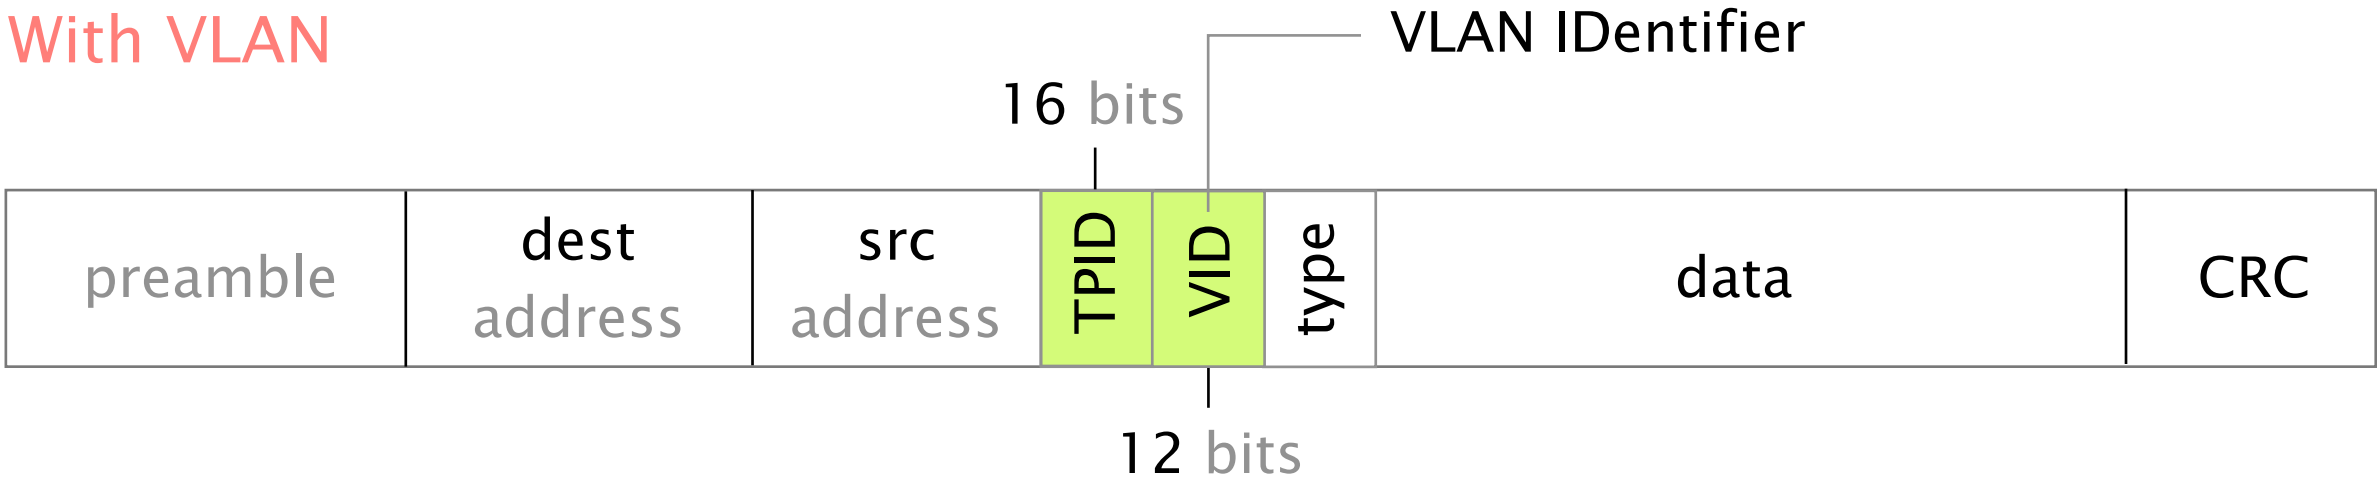 With VLAN
VLAN IDentifier
16 bits
preamble
dest
address
src
address
TPID
VID
type
data
CRC
12 bits